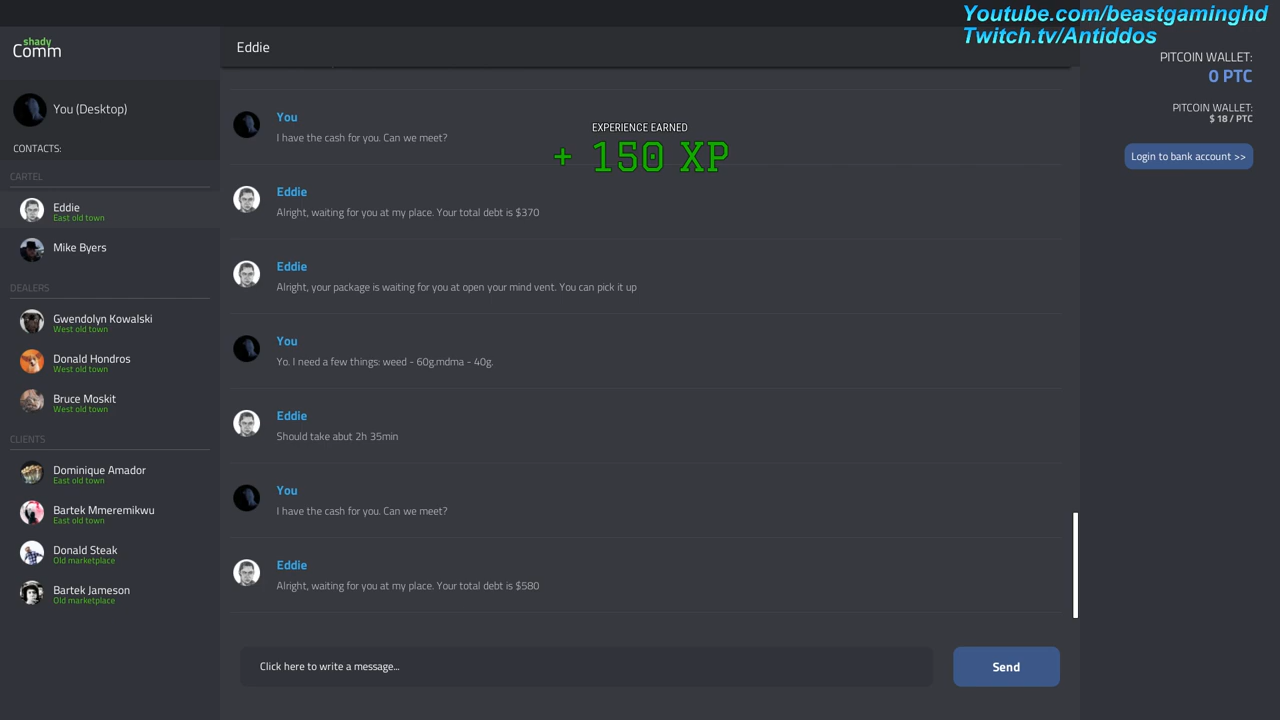 Youtube.com/beastgaminghd
Twitch.tv/Antiddos
shady
Comm
You (Desktop)
CONTACTS:
CARTEL
Eddie
East old town
Mike Byers
DEALERS
Gwendolyn Kowalski
West old town
Donald Hondros
West old town
Bruce Moskit
West old town
CLIENTS
Dominique Amador
East old town
Bartek Mmeremikwu
East old town
Donald Steak
Old marketplace
Bartek Jameson
Old marketplace
Eddie
EXPERIENCE EARNED
+ 150 XP
You
I have the cash for you. Can we meet?
Eddie
Alright, waiting for you at my place. Your total debt is $370
Eddie
Alright, your package is waiting for you at open your mind vent. You can pick it up
You
Yo. I need a few things: weed - 60g,mdma - 40g.
Eddie
Should take abut 2h 35min
You
I have the cash for you. Can we meet?
Eddie
Alright, waiting for you at my place. Your total debt is $580
Click here to write a message...
Send
PITCOIN WALLET:
0 PTC
PITCOIN WALLET:
$ 18 / PTC
Login to bank account >>